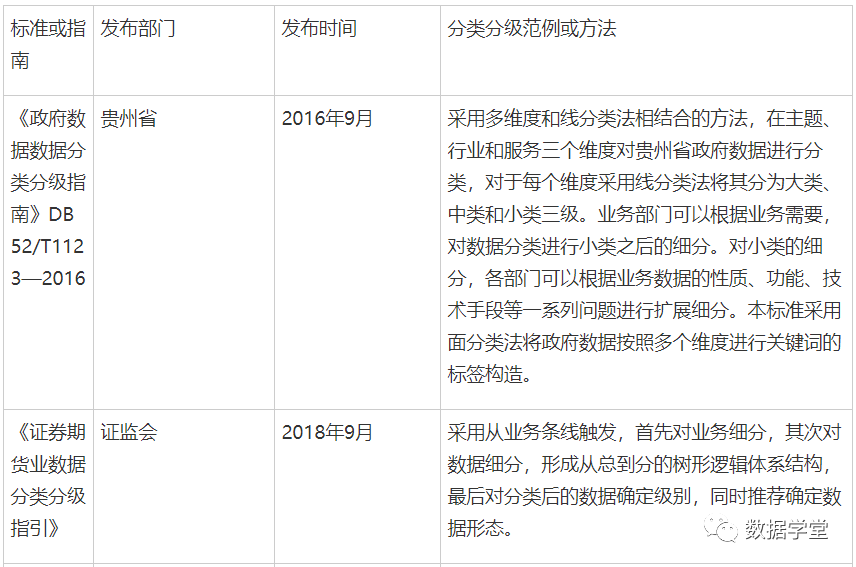 标准或指
南
发布部门
发布时间
分类分级范例或方法
《政府数
据数据分
类分级指
南》DB
52/T112
3—2016
贵州省
2016年9月
采用多维度和线分类法相结合的方法，在主题、
行业和服务三个维度对贵州省政府数据进行分
类，对于每个维度采用线分类法将其分为大类、
中类和小类三级。业务部门可以根据业务需要，
对数据分类进行小类之后的细分。对小类的细
分，各部门可以根据业务数据的性质、功能、技
术手段等一系列问题进行扩展细分。本标准采用
面分类法将政府数据按照多个维度进行关键词的
标签构造。
《证券期
货业数据
分类分级
指引》
证监会
2018年9月
采用从业务条线触发，首先对业务细分，其次对
数据细分，形成从总到分的树形逻辑体系结构，
最后对分类后的数据确定级别，同时推荐确定数
据形态。
数据学堂